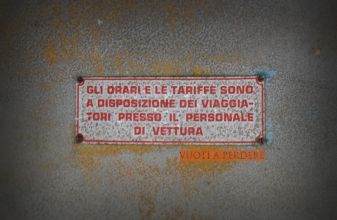 GLI ORARI E LE TARIFFE SONO
A DISPOSIZIONE DEI VIAGGIA-
TORI PRESSO IL PERSONALE
DI VETTURA
VUOTI A PERDERE